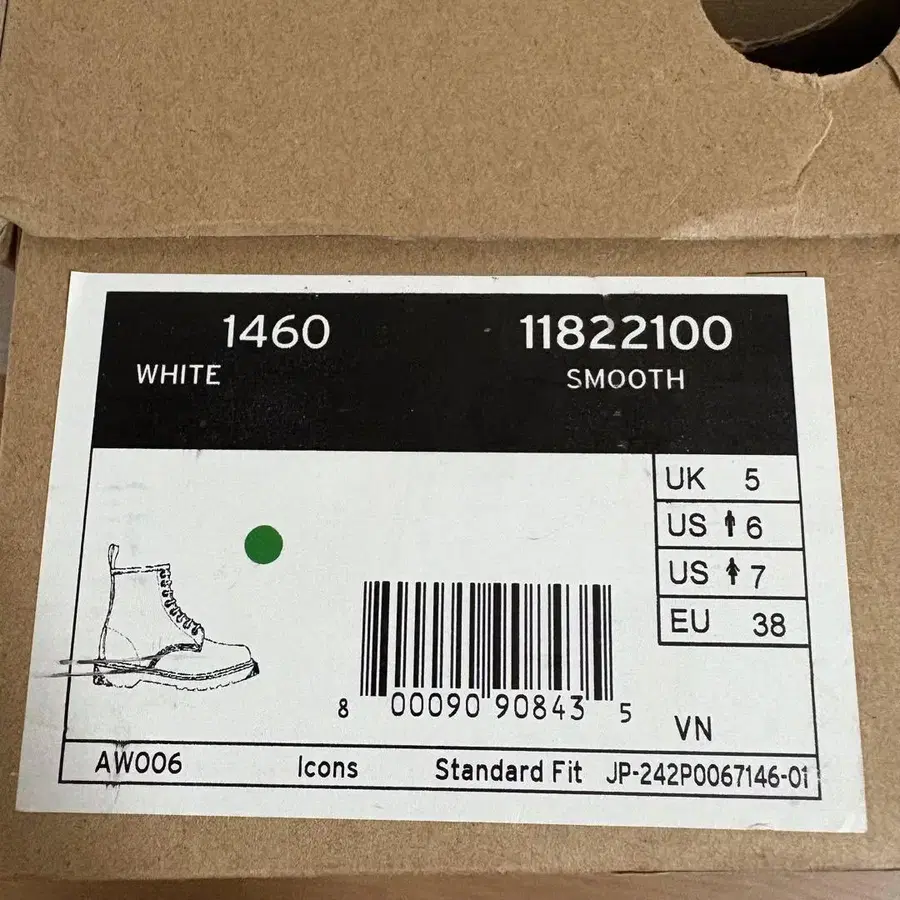 1460 11822100
WHITE SMOOTH
UK 5
US 6
US 7
EU 38
8 00090 90843 5
VN
AW006 Icons Standard Fit JP-242P0067146-01